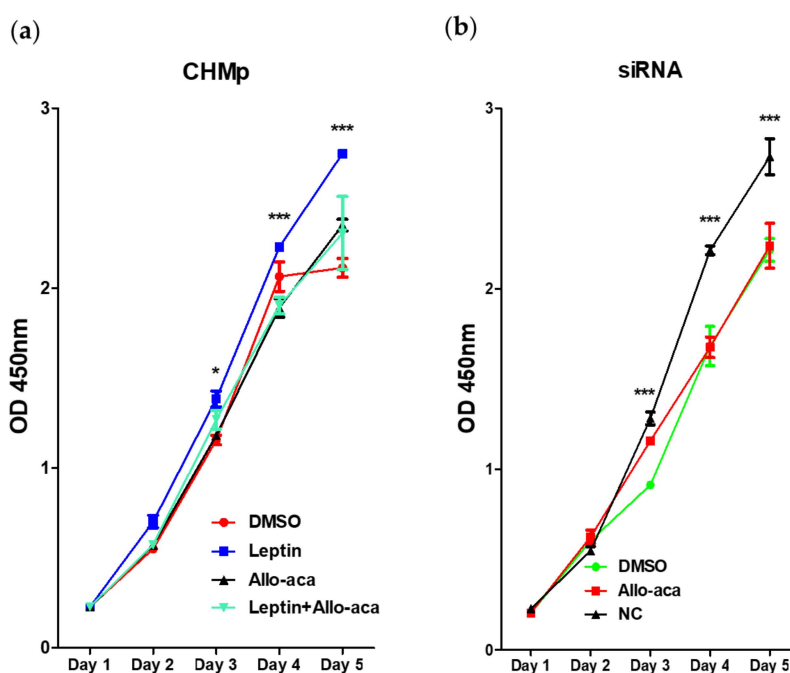 (a)
CHMp
OD 450nm
3
2
1
0
*
***
***
DMSO
Leptin
Allo-aca
Leptin+Allo-aca
Day 1 Day 2 Day 3 Day 4 Day 5
(b)
siRNA
OD 450nm
3
2
1
0
***
***
***
DMSO
Allo-aca
NC
Day 1 Day 2 Day 3 Day 4 Day 5